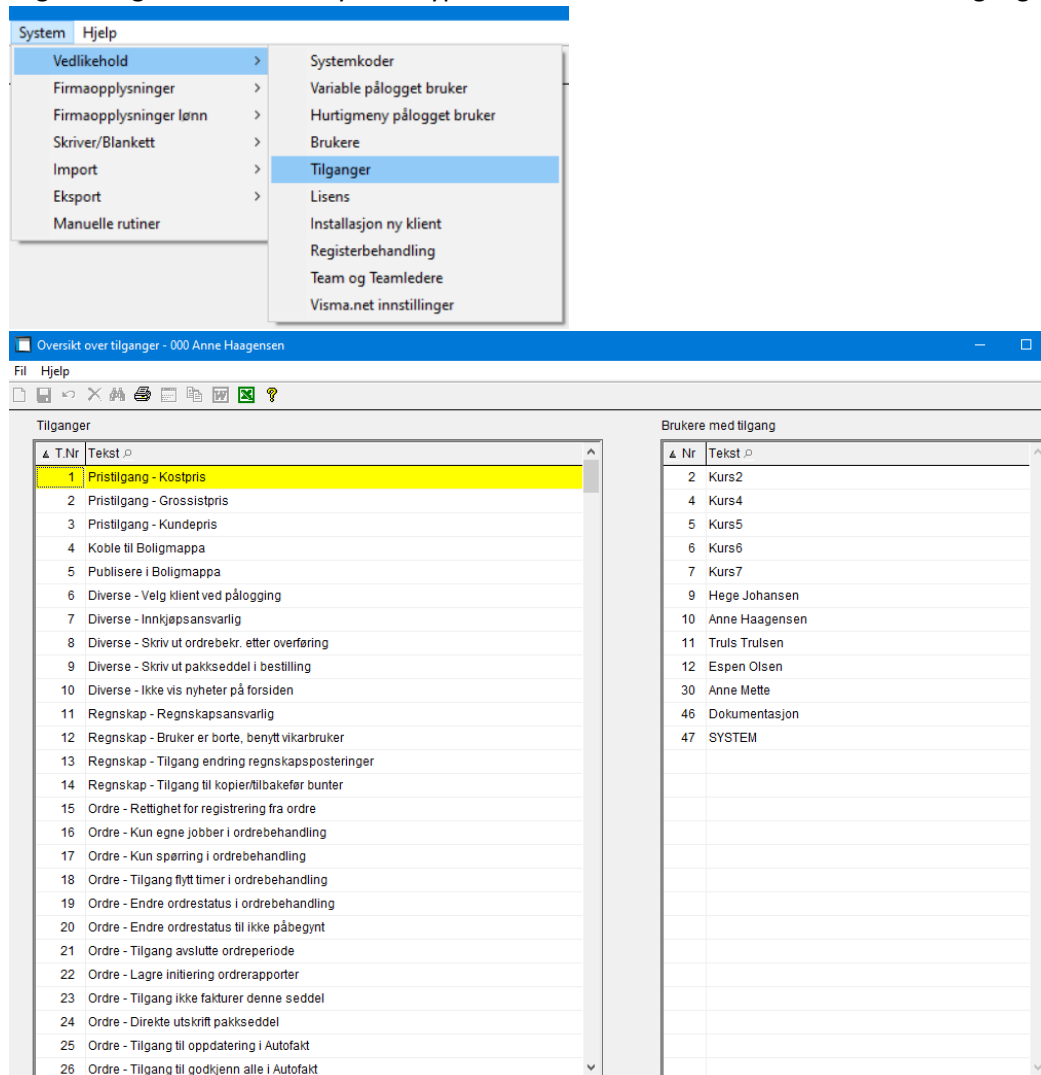 System Hjelp
Vedlikehold >
Firmaopplysninger >
Firmaopplysninger lønn >
Skriver/Blankett >
Import >
Eksport >
Manuelle rutiner
Systemkoder
Variable pålogget bruker
Hurtigmeny pålogget bruker
Brukere
Tilganger
Lisens
Installasjon ny klient
Registerbehandling
Team og Teamledere
Visma.net innstillinger
Oversikt over tilganger - 000 Anne Haagensen
Fil Hjelp
Tilganger
T.Nr Tekst
1 Pristilgang - Kostpris
2 Pristilgang - Grossistpris
3 Pristilgang - Kundepris
4 Koble til Boligmappa
5 Publisere i Boligmappa
6 Diverse - Velg klient ved pålogging
7 Diverse - Innkjøpsansvarlig
8 Diverse - Skriv ut ordrebekr. etter overføring
9 Diverse - Skriv ut pakkseddel i bestilling
10 Diverse - Ikke vis nyheter på forsiden
11 Regnskap - Regnskapsansvarlig
12 Regnskap - Bruker er borte, benytt vikarbruker
13 Regnskap - Tilgang endring regnskapsposteringer
14 Regnskap - Tilgang til kopier/tilbakefør bunter
15 Ordre - Rettighet for registrering fra ordre
16 Ordre - Kun egne jobber i ordrebehandling
17 Ordre - Kun spørring i ordrebehandling
18 Ordre - Tilgang flytt timer i ordrebehandling
19 Ordre - Endre ordrestatus i ordrebehandling
20 Ordre - Endre ordrestatus til ikke påbegynt
21 Ordre - Tilgang avslutte ordreperiode
22 Ordre - Lagre initiering ordrerapporter
23 Ordre - Tilgang ikke fakturer denne seddel
24 Ordre - Direkte utskrift pakkseddel
25 Ordre - Tilgang til oppdatering i Autofakt
26 Ordre - Tilgang til godkjenn alle i Autofakt
Brukere med tilgang
Nr Tekst
2 Kurs2
4 Kurs4
5 Kurs5
6 Kurs6
7 Kurs7
9 Hege Johansen
10 Anne Haagensen
11 Truls Trulsen
12 Espen Olsen
30 Anne Mette
46 Dokumentasjon
47 SYSTEM